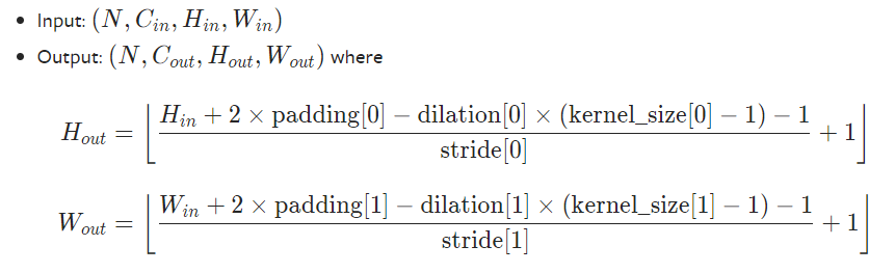 Input: (N, C_in, H_in, W_in)
Output: (N, C_out, H_out, W_out) where
H_out = ⌊(H_in + 2 × padding[0] − dilation[0] × (kernel_size[0] − 1) − 1) / stride[0] + 1⌋
W_out = ⌊(W_in + 2 × padding[1] − dilation[1] × (kernel_size[1] − 1) − 1) / stride[1] + 1⌋